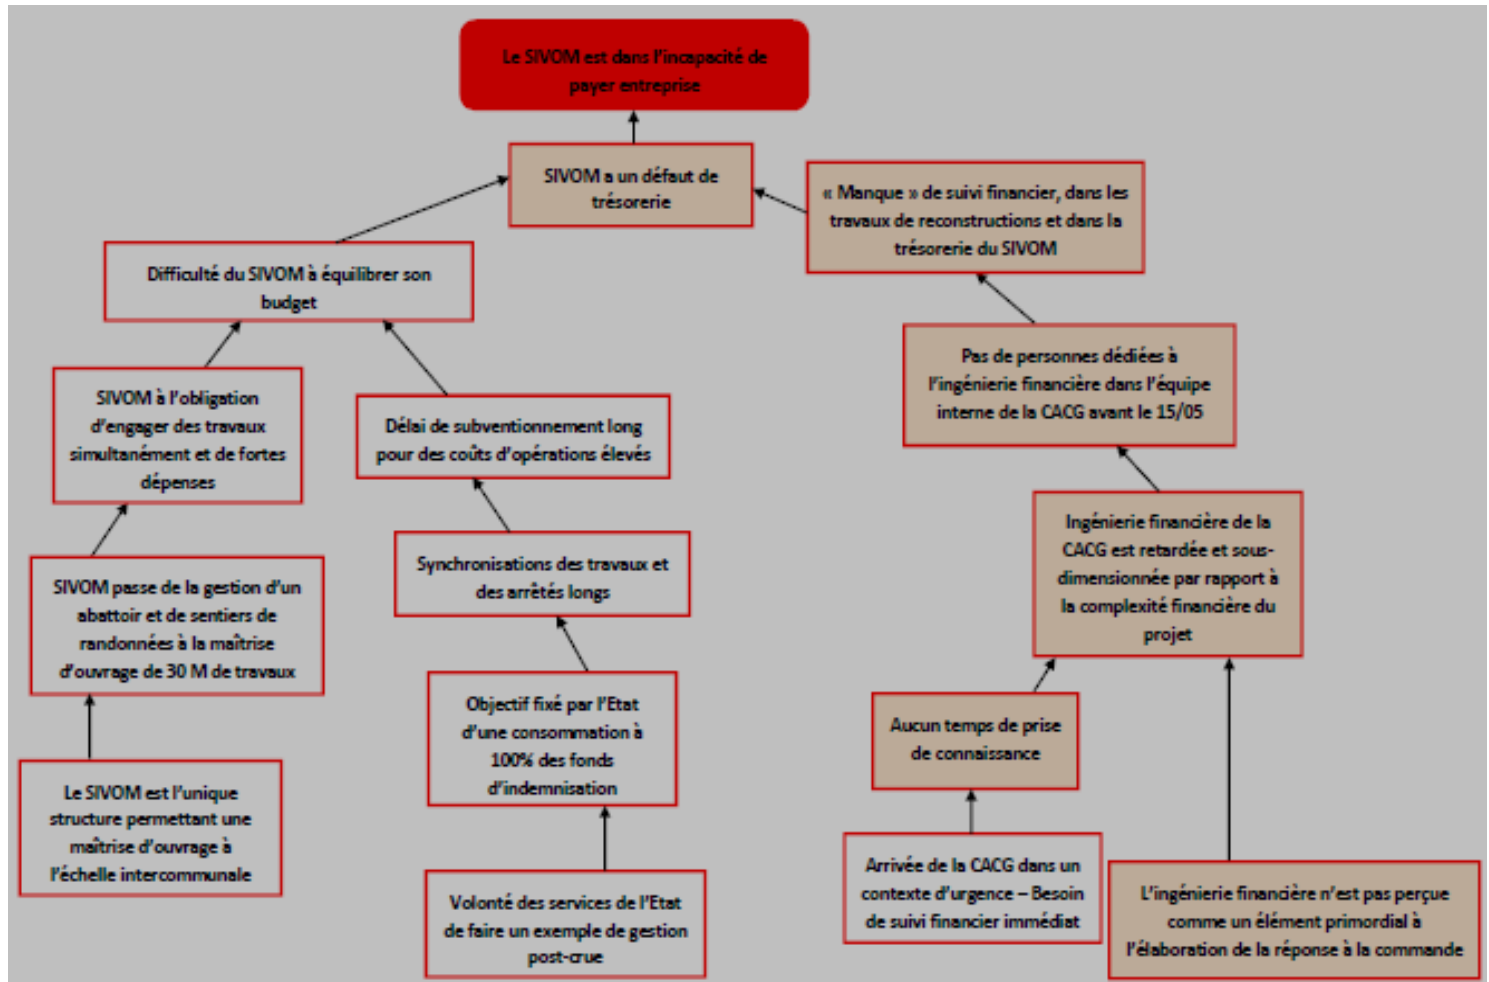 Le SIVOM est dans l'incapacité de
payer entreprise
SIVOM a un défaut de
trésorerie
« Manque » de suivi financier, dans les
travaux de reconstructions et dans la
trésorerie du SIVOM
Difficulté du SIVOM à équilibrer son
budget
Pas de personnes dédiées à
l'ingénierie financière dans l'équipe
interne de la CACG avant le 15/05
SIVOM à l'obligation
d'engager des travaux
simultanément et de fortes
dépenses
Délai de subventionnement long
pour des coûts d'opérations élevés
Ingénierie financière de la
CACG est retardée et sous-
dimensionnée par rapport à
la complexité financière du
projet
Synchronisations des travaux et
des arrêtés longs
SIVOM passe de la gestion d'un
abattoir et de sentiers de
randonnées à la maîtrise
d'ouvrage de 30 M de travaux
Objectif fixé par l'Etat
d'une consommation à
100% des fonds
d'indemnisation
Aucun temps de prise
de connaissance
Le SIVOM est l'unique
structure permettant une
maîtrise d'ouvrage à
l'échelle intercommunale
Volonté des services de l'Etat
de faire un exemple de gestion
post-crue
Arrivée de la CACG dans un
contexte d'urgence – Besoin
de suivi financier immédiat
L'ingénierie financière n'est pas perçue
comme un élément primordial à
l'élaboration de la réponse à la commande